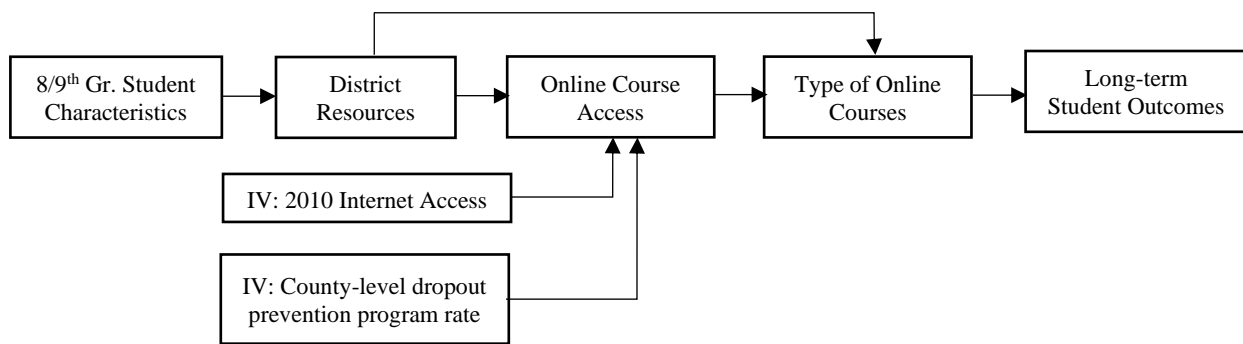 8/9th Gr. Student
Characteristics
District
Resources
Online Course
Access
Type of Online
Courses
Long-term
Student Outcomes
IV: 2010 Internet Access
IV: County-level dropout
prevention program rate